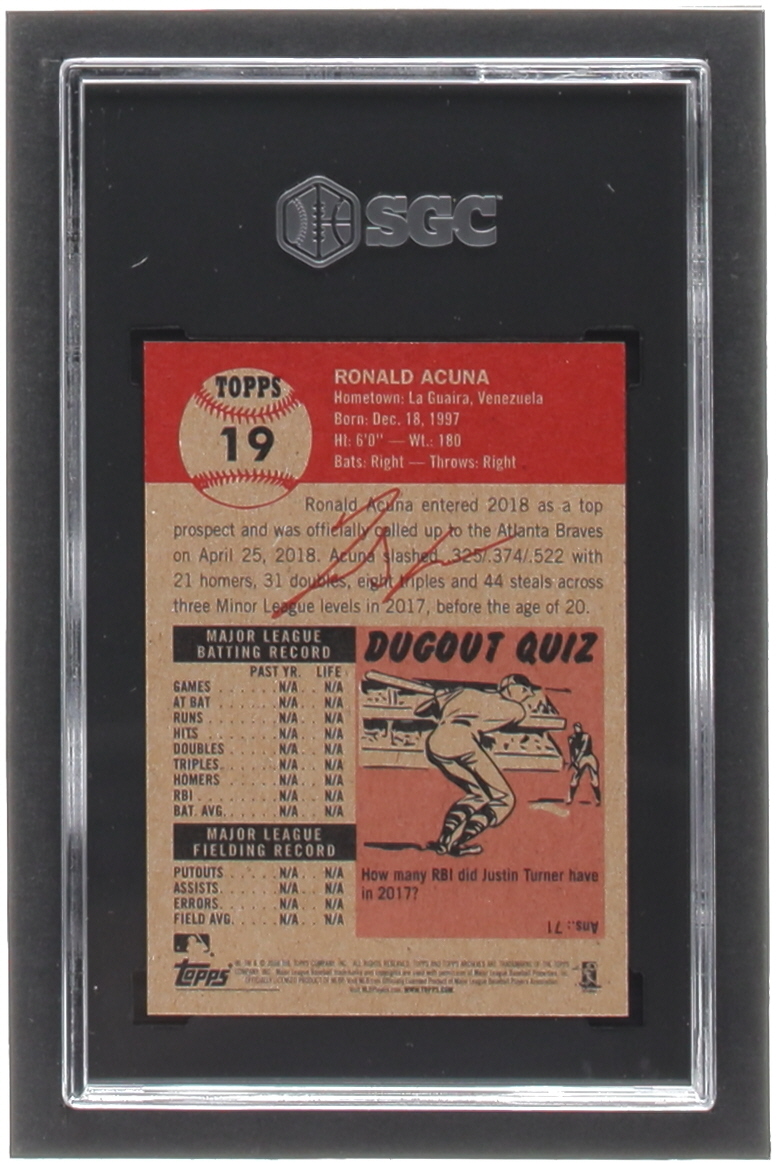 SGC
TOPPS
19
RONALD ACUNA
Hometown: La Guaira, Venezuela
Born: Dec. 18, 1997
Ht: 6'0" — Wt.: 180
Bats: Right — Throws: Right
Ronald Acuna entered 2018 as a top
prospect and was officially called up to the Atlanta Braves
on April 25, 2018. Acuna slashed .325/.374/.522 with
21 homers, 31 doubles, eight triples and 44 steals across
three Minor League levels in 2017, before the age of 20.
MAJOR LEAGUE
BATTING RECORD
PAST YR. LIFE
GAMES N/A N/A
AT BAT N/A N/A
RUNS N/A N/A
HITS N/A N/A
DOUBLES N/A N/A
TRIPLES N/A N/A
HOMERS N/A N/A
RBI N/A N/A
BAT. AVG. N/A N/A
MAJOR LEAGUE
FIELDING RECORD
PUTOUTS N/A N/A
ASSISTS N/A N/A
ERRORS N/A N/A
FIELD AVG. N/A N/A
DUGOUT QUIZ
How many RBI did Justin Turner have
in 2017?
Ans.: 71
Topps
WWW.TOPPS.COM